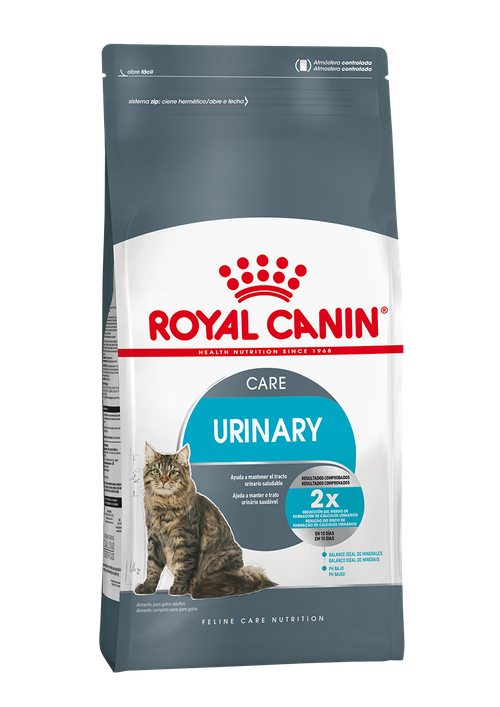 abre fácil
Atmósfera controlada
Atmosfera controlada
sistema zip: cierre hermético/abre e fecha
ROYAL CANIN®
HEALTH NUTRITION SINCE 1968
CARE
URINARY
Ayuda a mantener el tracto
urinario saludable
Ajuda a manter o trato
urinário saudável
RESULTADOS COMPROBADOS
RESULTADOS COMPROVADOS
2x
REDUCCIÓN DEL RIESGO DE
FORMACIÓN DE CÁLCULOS URINARIOS
REDUÇÃO DO RISCO DE
FORMAÇÃO DE CÁLCULOS URINÁRIOS
EN 10 DÍAS
EM 10 DIAS
BALANCE IDEAL DE MINERALES
BALANÇO IDEAL DE MINERAIS
PH BAJO
PH BAIXO
Alimento para gatos adultos
Alimento completo seco para gatos
FELINE CARE NUTRITION